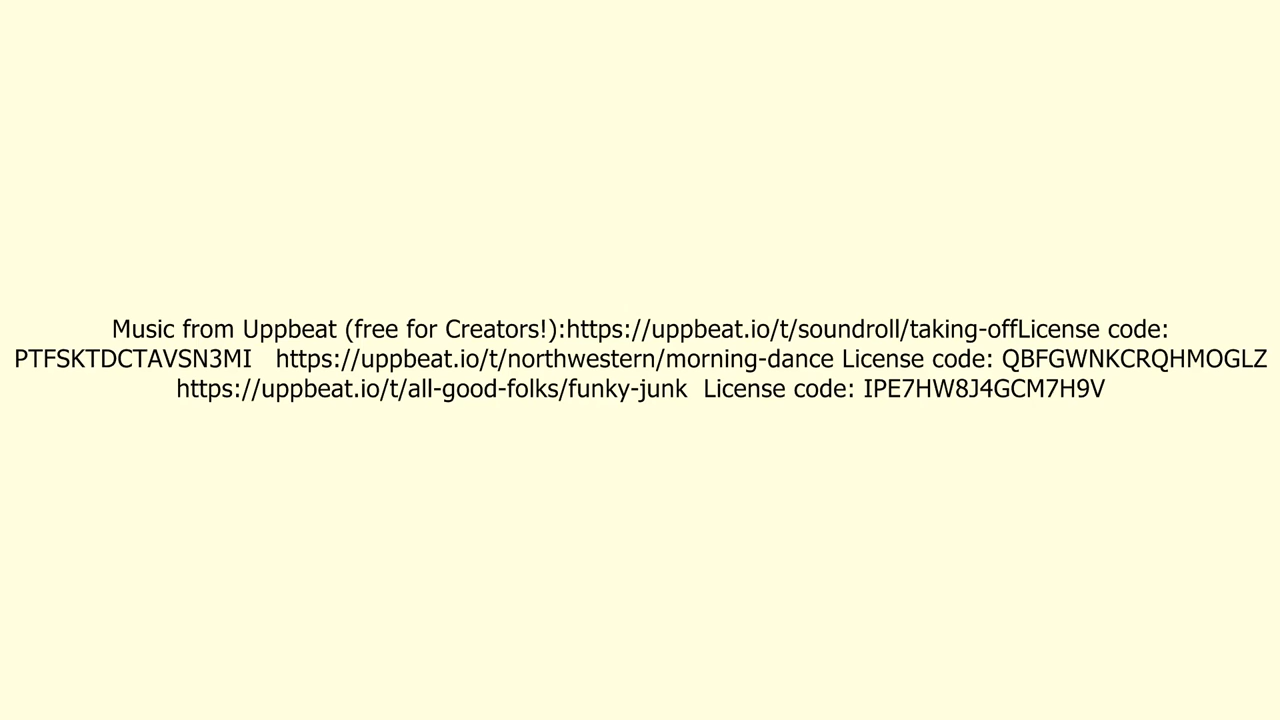 Music from Uppbeat (free for Creators!):https://uppbeat.io/t/soundroll/taking-offLicense code:
PTFSKTDCTAVSN3MI   https://uppbeat.io/t/northwestern/morning-dance License code: QBFGWNKCRQHMOGLZ
https://uppbeat.io/t/all-good-folks/funky-junk  License code: IPE7HW8J4GCM7H9V